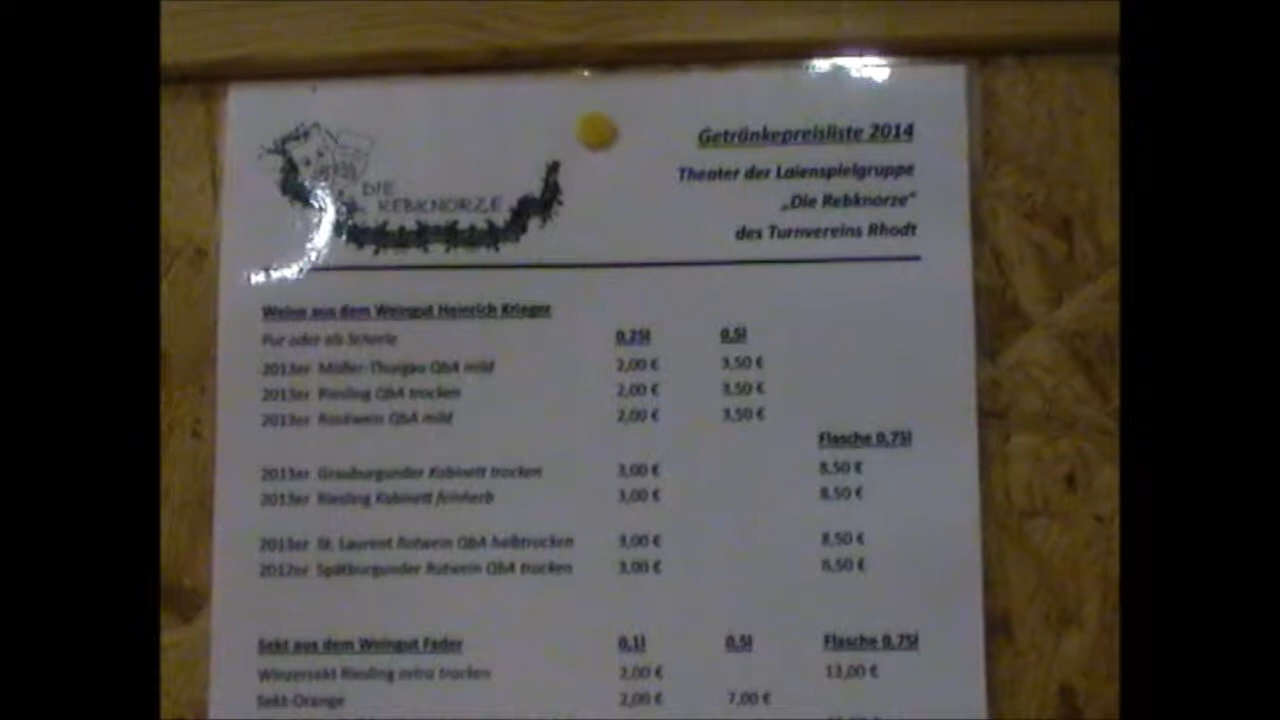 DIE
REBKNORZE
Getränkepreisliste 2014
Theater der Laienspielgruppe
„Die Rebknorze“
des Turnvereins Rhodt
Weine aus dem Weingut Heinrich Krieger
Pur oder als Schorle 0,25l 0,5l
2013er Müller-Thurgau QbA mild 2,00 € 3,50 €
2013er Riesling QbA trocken 2,00 € 3,50 €
2013er Rotwein QbA mild 2,00 € 3,50 €
Flasche 0,75l
2013er Grauburgunder Kabinett trocken 3,00 € 8,50 €
2013er Riesling Kabinett feinherb 3,00 € 8,50 €
2013er St. Laurent Rotwein QbA halbtrocken 3,00 € 8,50 €
2012er Spätburgunder Rotwein QbA trocken 3,00 € 8,50 €
Sekt aus dem Weingut Fader 0,1l 0,5l Flasche 0,75l
Winzersekt Riesling extra trocken 2,00 € 13,00 €
Sekt-Orange 2,00 € 7,00 €